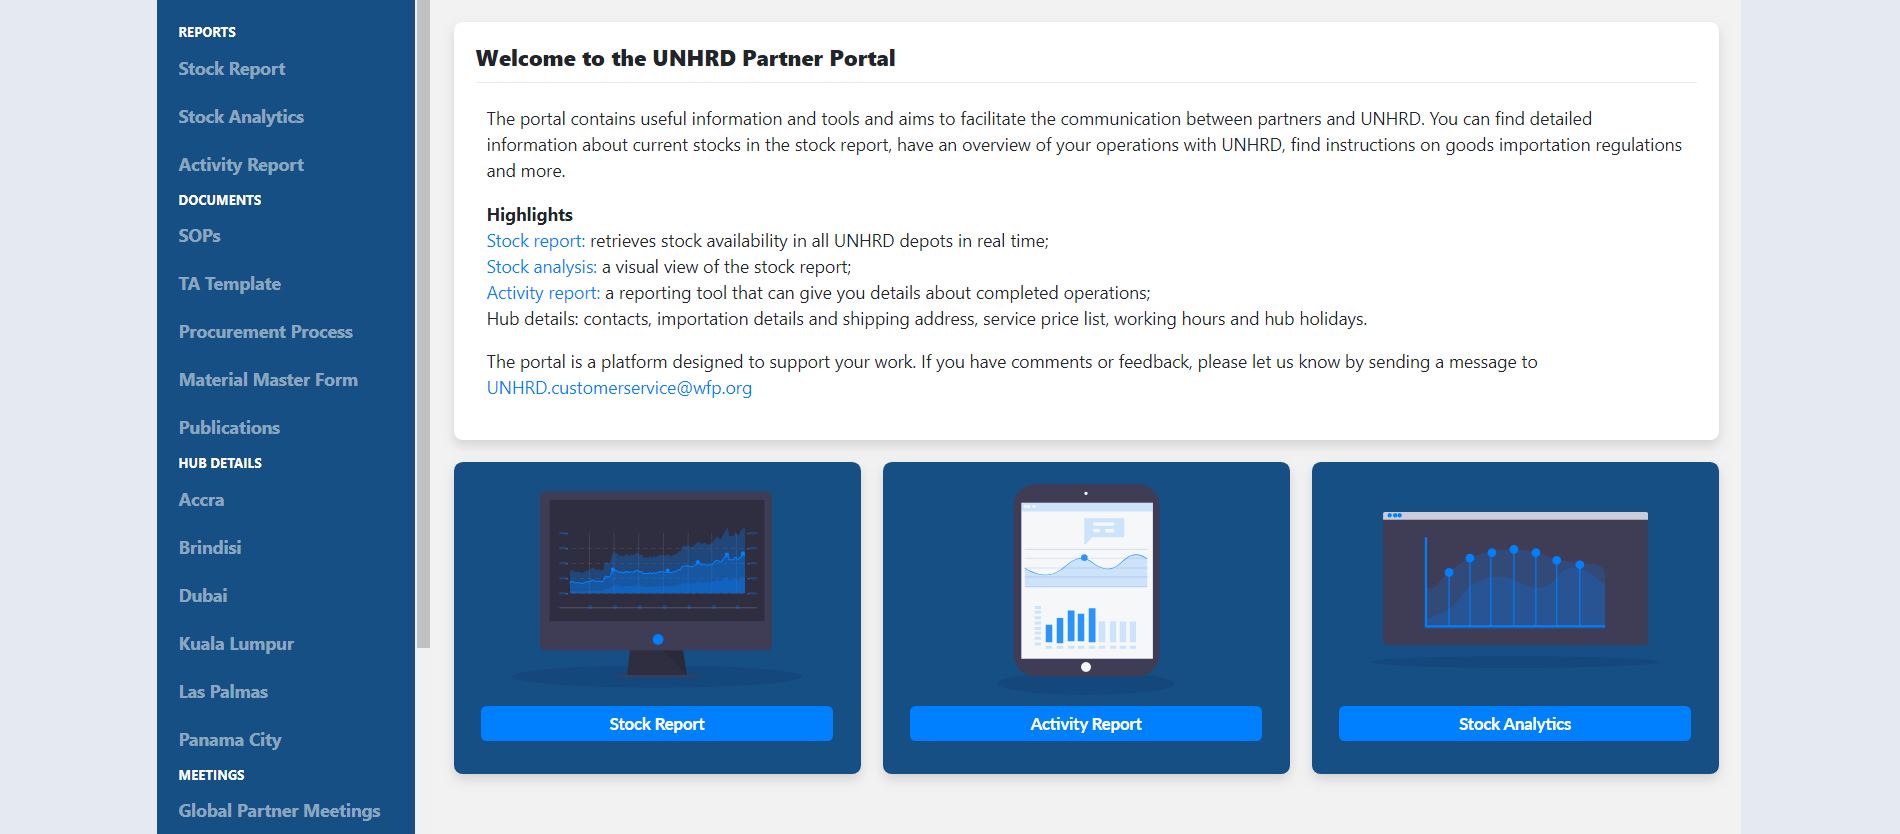 REPORTS
Stock Report
Stock Analytics
Activity Report
DOCUMENTS
SOPs
TA Template
Procurement Process
Material Master Form
Publications
HUB DETAILS
Accra
Brindisi
Dubai
Kuala Lumpur
Las Palmas
Panama City
MEETINGS
Global Partner Meetings
Welcome to the UNHRD Partner Portal
The portal contains useful information and tools and aims to facilitate the communication between partners and UNHRD. You can find detailed
information about current stocks in the stock report, have an overview of your operations with UNHRD, find instructions on goods importation regulations
and more.
Highlights
Stock report: retrieves stock availability in all UNHRD depots in real time;
Stock analysis: a visual view of the stock report;
Activity report: a reporting tool that can give you details about completed operations;
Hub details: contacts, importation details and shipping address, service price list, working hours and hub holidays.
The portal is a platform designed to support your work. If you have comments or feedback, please let us know by sending a message to
UNHRD.customerservice@wfp.org
Stock Report
Activity Report
Stock Analytics